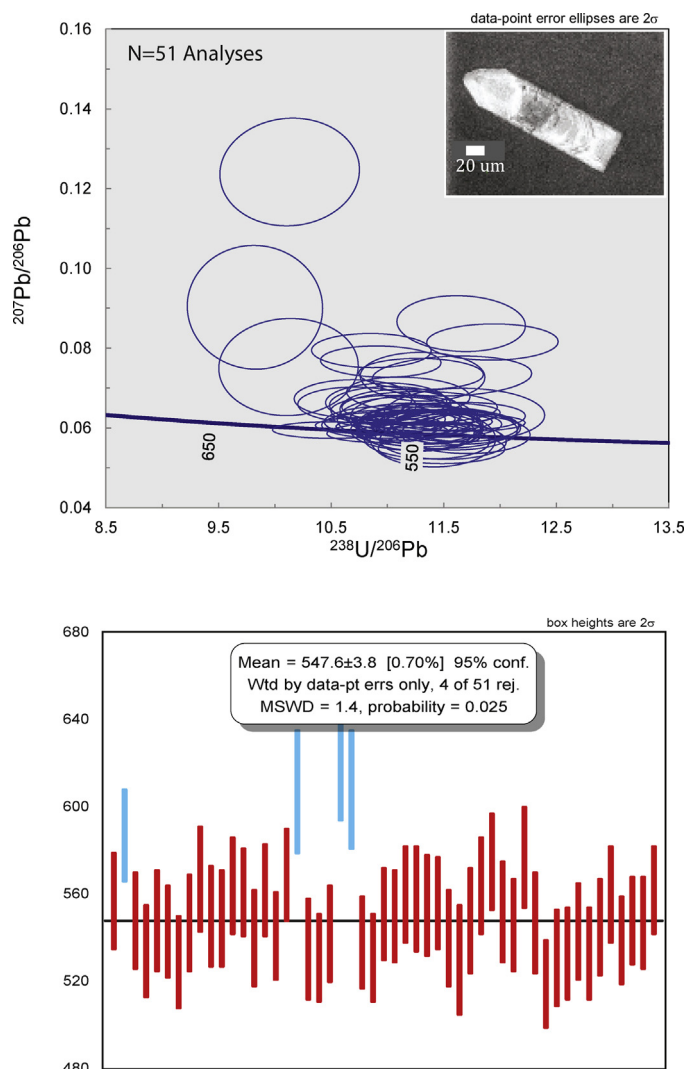 data-point error ellipses are 2σ
0.16
N=51 Analyses
0.14
20 um
0.12
207Pb/206Pb
0.10
0.08
0.06
650
550
0.04
8.5 9.5 10.5 11.5 12.5 13.5
238U/206Pb
box heights are 2σ
680
Mean = 547.6±3.8 [0.70%] 95% conf.
Wtd by data-pt errs only, 4 of 51 rej.
MSWD = 1.4, probability = 0.025
640
600
560
520
480